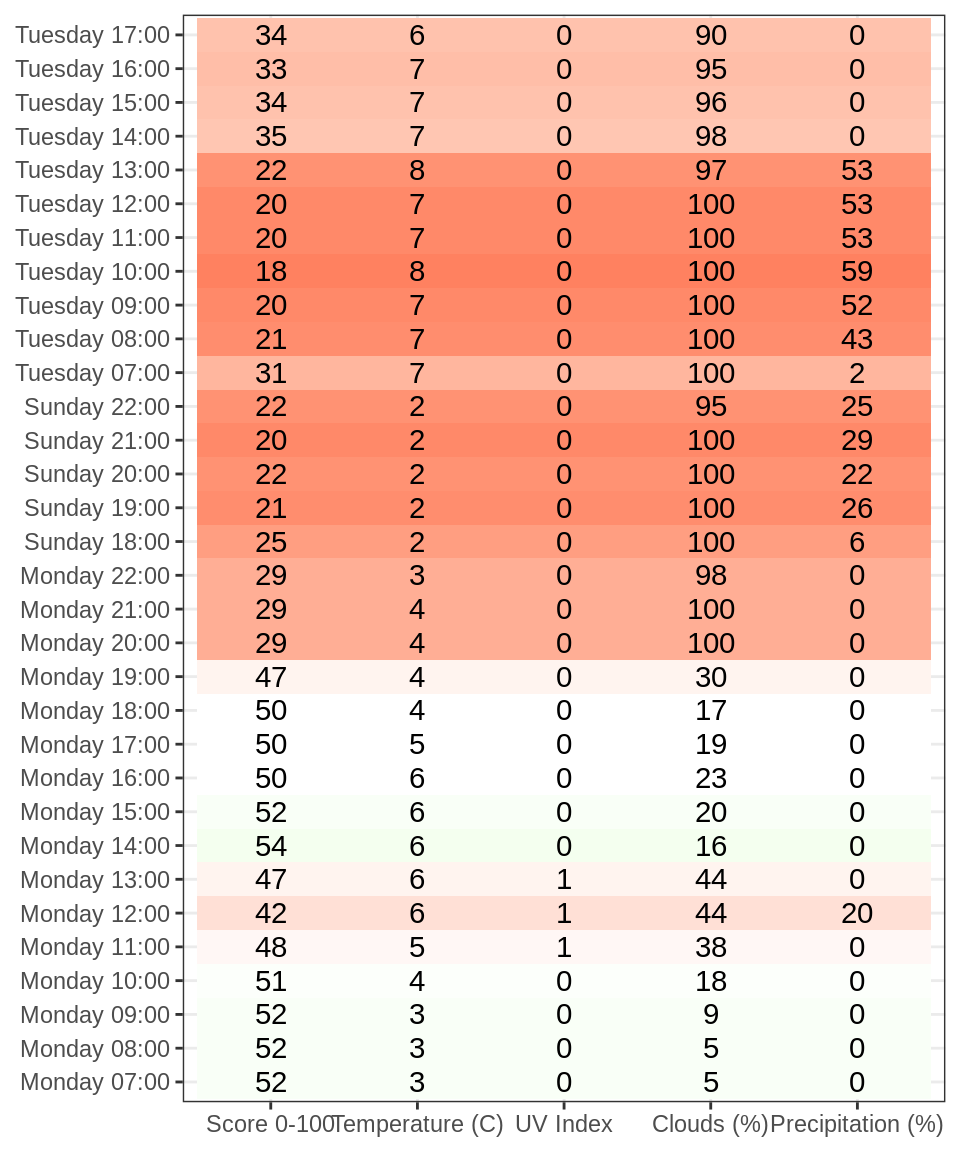 Tuesday 17:00 34 6 0 90 0
Tuesday 16:00 33 7 0 95 0
Tuesday 15:00 34 7 0 96 0
Tuesday 14:00 35 7 0 98 0
Tuesday 13:00 22 8 0 97 53
Tuesday 12:00 20 7 0 100 53
Tuesday 11:00 20 7 0 100 53
Tuesday 10:00 18 8 0 100 59
Tuesday 09:00 20 7 0 100 52
Tuesday 08:00 21 7 0 100 43
Tuesday 07:00 31 7 0 100 2
Sunday 22:00 22 2 0 95 25
Sunday 21:00 20 2 0 100 29
Sunday 20:00 22 2 0 100 22
Sunday 19:00 21 2 0 100 26
Sunday 18:00 25 2 0 100 6
Monday 22:00 29 3 0 98 0
Monday 21:00 29 4 0 100 0
Monday 20:00 29 4 0 100 0
Monday 19:00 47 4 0 30 0
Monday 18:00 50 4 0 17 0
Monday 17:00 50 5 0 19 0
Monday 16:00 50 6 0 23 0
Monday 15:00 52 6 0 20 0
Monday 14:00 54 6 0 16 0
Monday 13:00 47 6 1 44 0
Monday 12:00 42 6 1 44 20
Monday 11:00 48 5 1 38 0
Monday 10:00 51 4 0 18 0
Monday 09:00 52 3 0 9 0
Monday 08:00 52 3 0 5 0
Monday 07:00 52 3 0 5 0
Score 0-100 Temperature (C) UV Index Clouds (%) Precipitation (%)